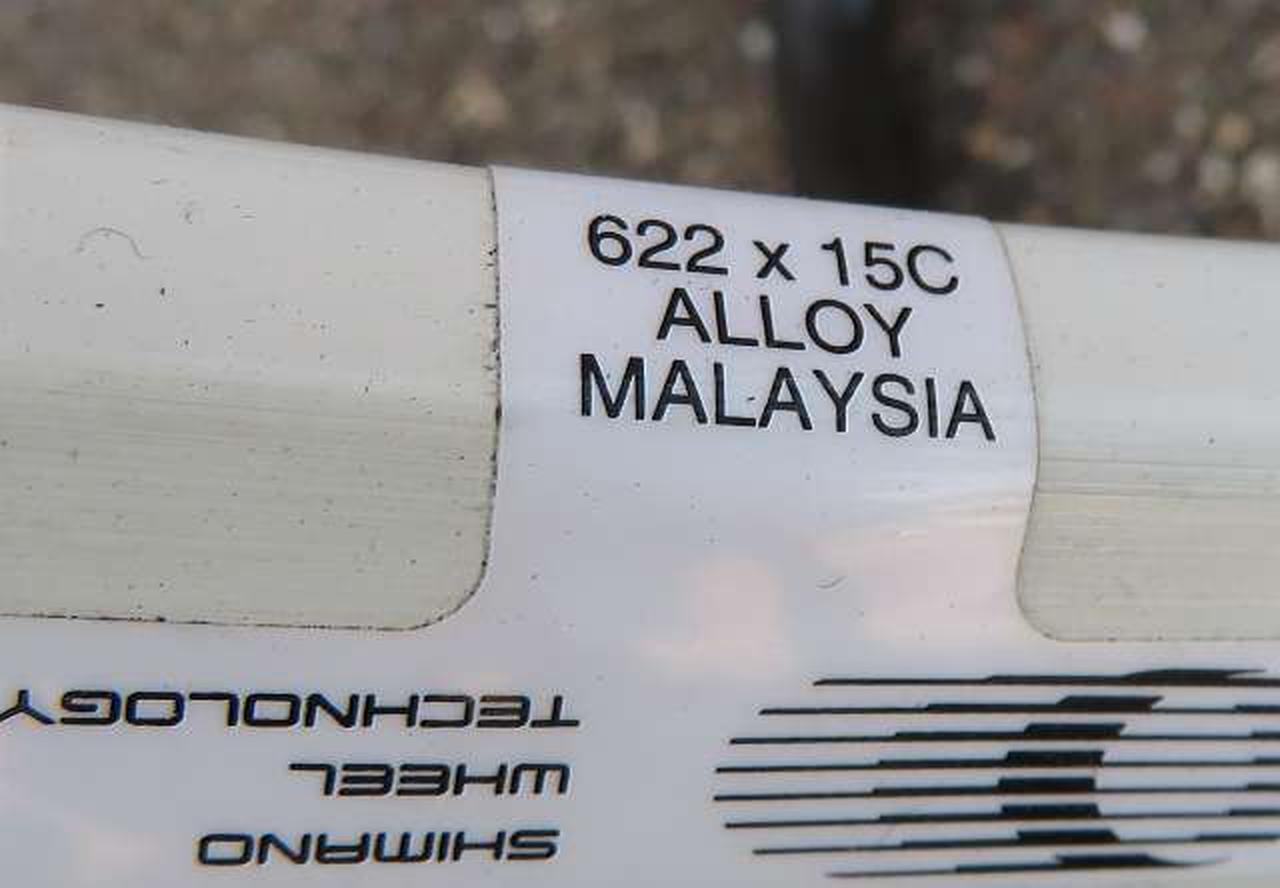 622 x 15C
ALLOY
MALAYSIA
SHIMANO
WHEEL
TECHNOLOGY